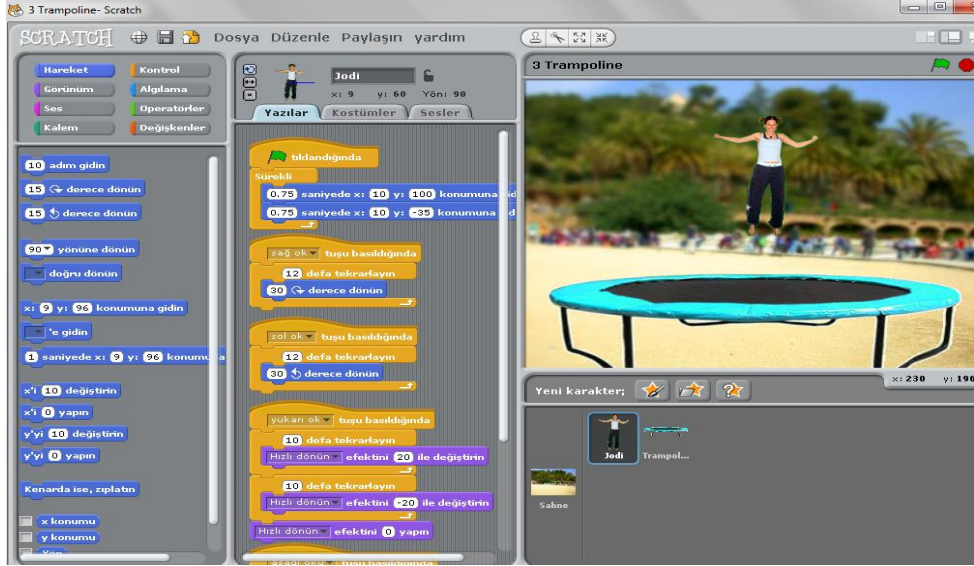 3 Trampoline- Scratch
SCRATCH Dosya Düzenle Paylaşın yardım
Hareket Kontrol
Görünüm Algılama
Ses Operatörler
Kalem Değişkenler
10 adım gidin
15 derece dönün
15 derece dönün
90 yönüne dönün
doğru dönün
x: 9 y: 96 konumuna gidin
'e gidin
1 saniyede x: 9 y: 96 konumu
x'i 10 değiştirin
x'i 0 yapın
y'yi 10 değiştirin
y'yi 0 yapın
Kenarda ise, zıplatın
x konumu
y konumu
Yön
Jodi
x: 9 y: 60 Yön: 90
Yazılar Kostümler Sesler
tıklandığında
Sürekli
0.75 saniyede x: 10 y: 100 konumuna gid
0.75 saniyede x: 10 y: -35 konumuna
sağ ok tuşu basıldığında
12 defa tekrarlayın
30 derece dönün
sol ok tuşu basıldığında
12 defa tekrarlayın
30 derece dönün
yukarı ok tuşu basıldığında
10 defa tekrarlayın
Hızlı dönün efektini 20 ile değiştirin
10 defa tekrarlayın
Hızlı dönün efektini -20 ile değiştirin
Hızlı dönün efektini 0 yapın
tuşu basıldığında
3 Trampoline
x: 230 y: 196
Yeni karakter;
Jodi Trampol...
Sahne